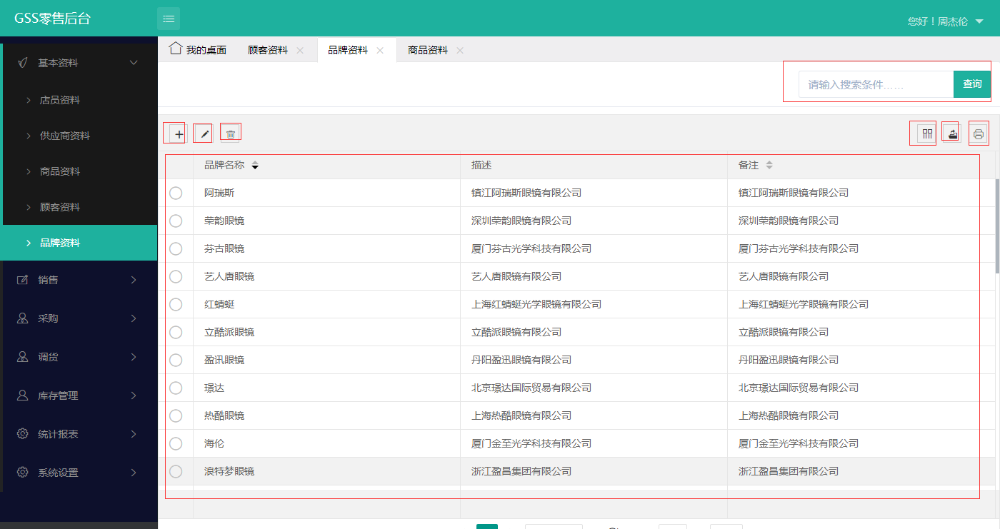 GSS零售后台
您好！周杰伦
我的桌面 顾客资料 品牌资料 商品资料
基本资料
店员资料
供应商资料
商品资料
顾客资料
品牌资料
销售
采购
调货
库存管理
统计报表
系统设置
请输入搜索条件…… 查询
品牌名称 描述 备注
阿瑞斯 镇江阿瑞斯眼镜有限公司 镇江阿瑞斯眼镜有限公司
荣韵眼镜 深圳荣韵眼镜有限公司 深圳荣韵眼镜有限公司
芬古眼镜 厦门芬古光学科技有限公司 厦门芬古光学科技有限公司
艺人唐眼镜 艺人唐眼镜有限公司 艺人唐眼镜有限公司
红蜻蜓 上海红蜻蜓光学眼镜有限公司 上海红蜻蜓光学眼镜有限公司
立酷派眼镜 立酷派眼镜有限公司 立酷派眼镜有限公司
盈讯眼镜 丹阳盈迅眼镜有限公司 丹阳盈迅眼镜有限公司
璟达 北京璟达国际贸易有限公司 北京璟达国际贸易有限公司
热酷眼镜 上海热酷眼镜有限公司 上海热酷眼镜有限公司
海伦 厦门金至光学科技有限公司 厦门金至光学科技有限公司
浪特梦眼镜 浙江盈昌集团有限公司 浙江盈昌集团有限公司